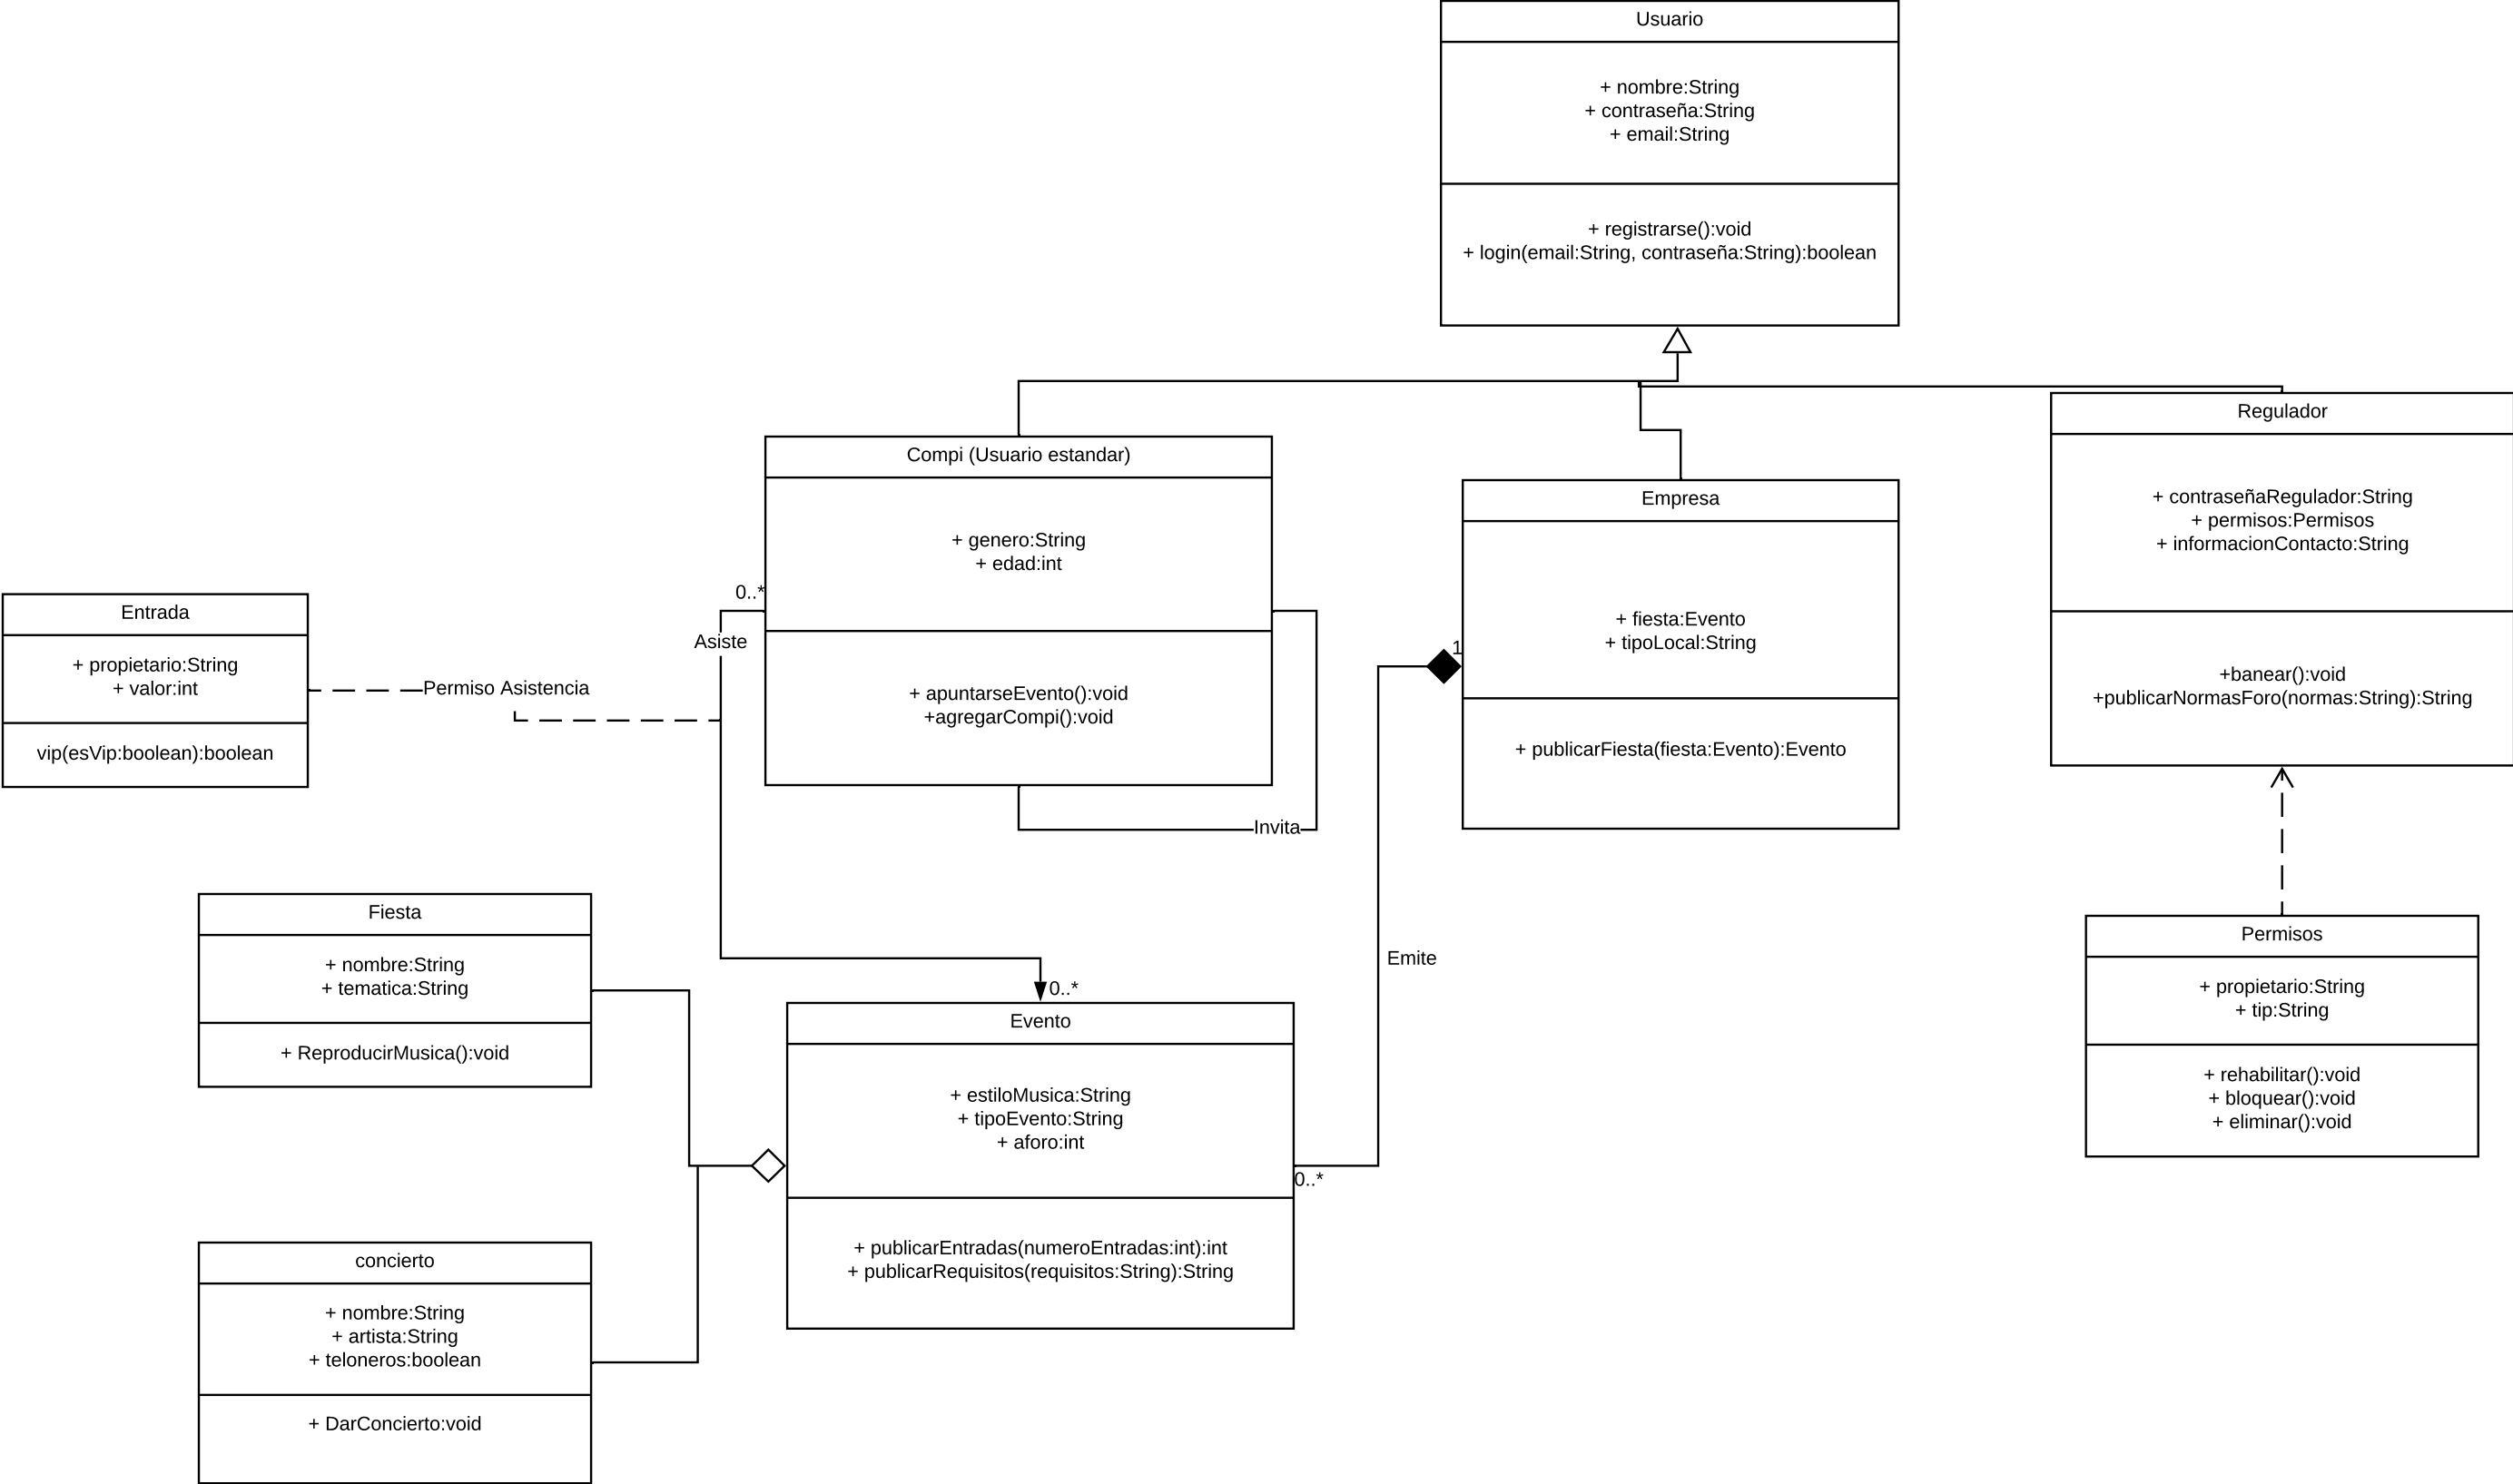 Usuario
+ nombre:String
+ contraseña:String
+ email:String
+ registrarse():void
+ login(email:String, contraseña:String):boolean
Compi (Usuario estandar)
+ genero:String
+ edad:int
+ apuntarseEvento():void
+agregarCompi():void
Empresa
+ fiesta:Evento
+ tipoLocal:String
+ publicarFiesta(fiesta:Evento):Evento
Regulador
+ contraseñaRegulador:String
+ permisos:Permisos
+ informacionContacto:String
+banear():void
+publicarNormasForo(normas:String):String
Entrada
+ propietario:String
+ valor:int
vip(esVip:boolean):boolean
Permiso Asistencia
0..*
Asiste
Invita
1
Emite
0..*
0..*
Fiesta
+ nombre:String
+ tematica:String
+ ReproducirMusica():void
Evento
+ estiloMusica:String
+ tipoEvento:String
+ aforo:int
+ publicarEntradas(numeroEntradas:int):int
+ publicarRequisitos(requisitos:String):String
Permisos
+ propietario:String
+ tip:String
+ rehabilitar():void
+ bloquear():void
+ eliminar():void
concierto
+ nombre:String
+ artista:String
+ teloneros:boolean
+ DarConcierto:void